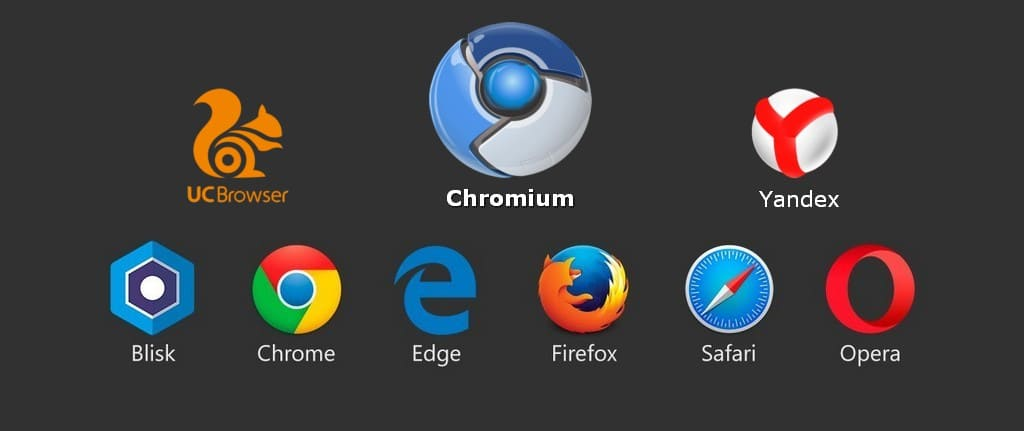 UCBrowser
Chromium
Yandex
Blisk
Chrome
Edge
Firefox
Safari
Opera